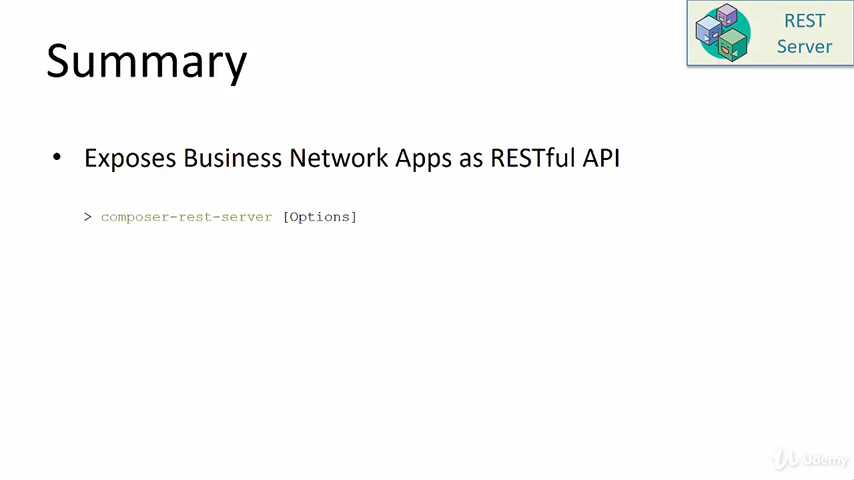 REST
Server
Summary
• Exposes Business Network Apps as RESTful API
> composer-rest-server [Options]
Udemy